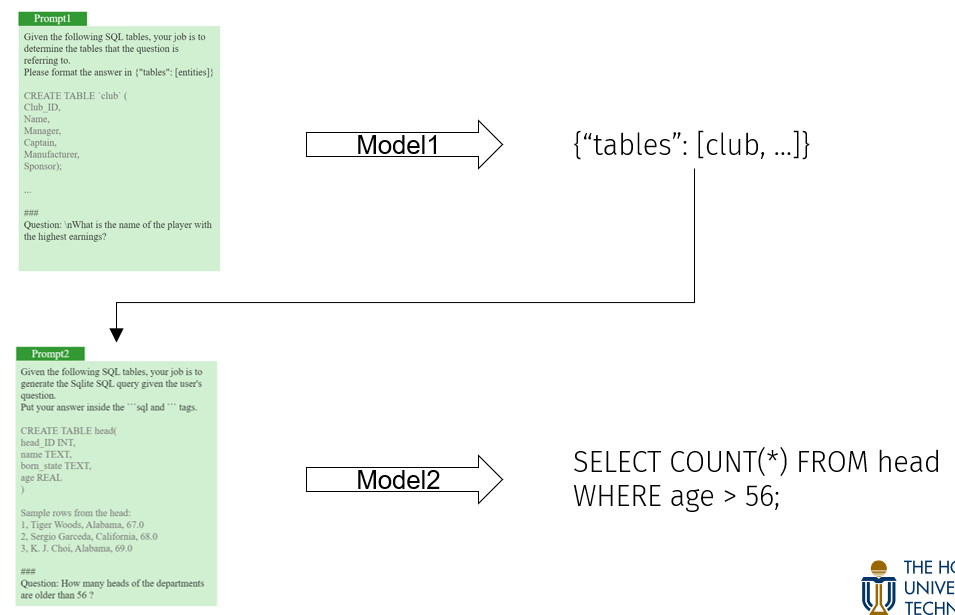 Prompt1
Given the following SQL tables, your job is to
determine the tables that the question is
referring to.
Please format the answer in {"tables": [entities]}
CREATE TABLE `club` (
Club_ID,
Name,
Manager,
Captain,
Manufacturer,
Sponsor);
...
###
Question: \nWhat is the name of the player with
the highest earnings?
Model1
{“tables”: [club, ...]}
Prompt2
Given the following SQL tables, your job is to
generate the Sqlite SQL query given the user's
question.
Put your answer inside the ```sql and ``` tags.
CREATE TABLE head(
head_ID INT,
name TEXT,
born_state TEXT,
age REAL
)
Sample rows from the head:
1, Tiger Woods, Alabama, 67.0
2, Sergio Garceda, California, 68.0
3, K. J. Choi, Alabama, 69.0
###
Question: How many heads of the departments
are older than 56 ?
Model2
SELECT COUNT(*) FROM head
WHERE age > 56;
THE HO
UNIVE
TECHN